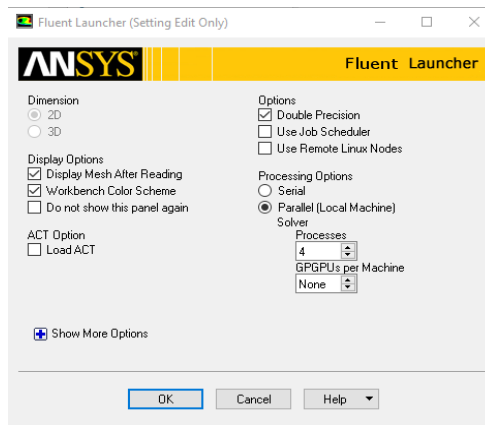 Fluent Launcher (Setting Edit Only)
ANSYS
Fluent Launcher
Dimension
2D
3D
Display Options
Display Mesh After Reading
Workbench Color Scheme
Do not show this panel again
ACT Option
Load ACT
Options
Double Precision
Use Job Scheduler
Use Remote Linux Nodes
Processing Options
Serial
Parallel (Local Machine)
Solver
Processes
4
GPGPUs per Machine
None
Show More Options
OK Cancel Help